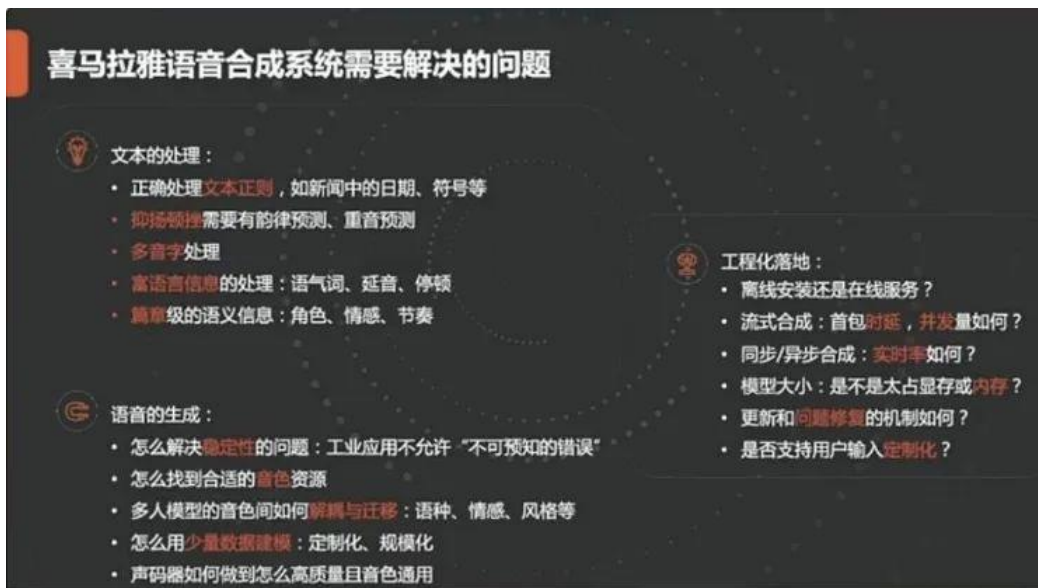 喜马拉雅语音合成系统需要解决的问题
文本的处理：
• 正确处理文本正则，如新闻中的日期、符号等
• 抑扬顿挫需要有韵律预测、重音预测
• 多音字处理
• 富语言信息的处理：语气词、延音、停顿
• 篇章级的语义信息：角色、情感、节奏
语音的生成：
• 怎么解决稳定性的问题：工业应用不允许“不可预知的错误”
• 怎么找到合适的音色资源
• 多人模型的音色间如何解耦与迁移：语种、情感、风格等
• 怎么用少量数据建模：定制化、规模化
• 声码器如何做到怎么高质量且音色通用
工程化落地：
• 离线安装还是在线服务？
• 流式合成：首包时延，并发量如何？
• 同步/异步合成：实时率如何？
• 模型大小：是不是太占显存或内存？
• 更新和问题修复的机制如何？
• 是否支持用户输入定制化？